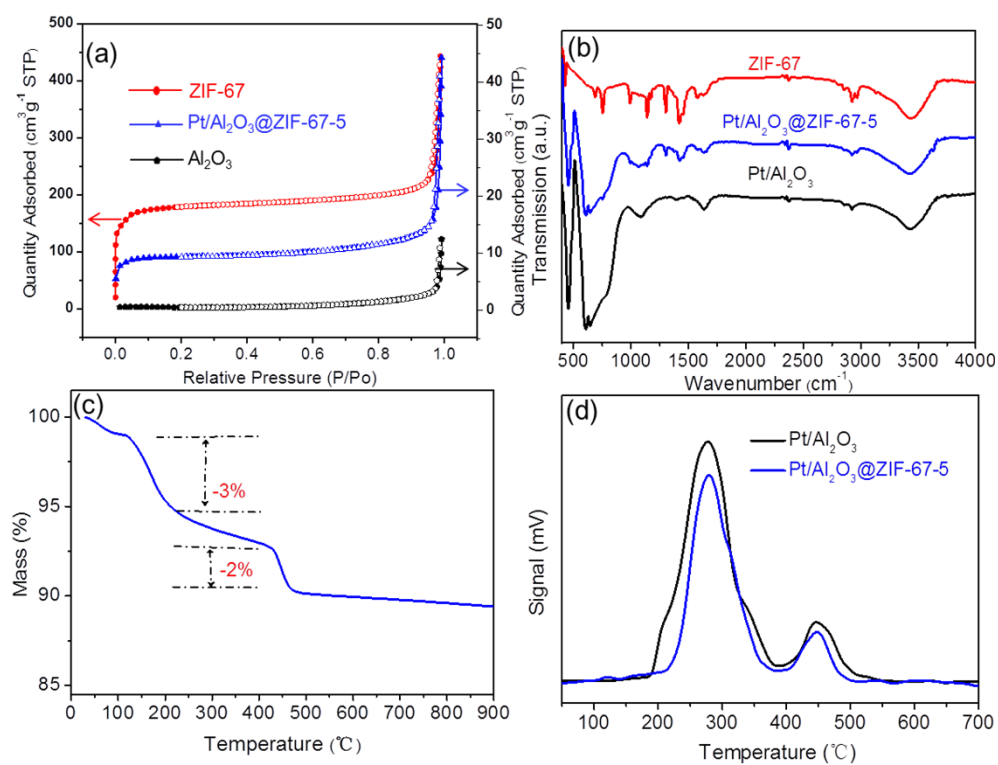 (a)
500
400
300
200
100
0
Quantity Adsorbed (cm³g⁻¹ STP)
ZIF-67
Pt/Al₂O₃@ZIF-67-5
Al₂O₃
0.0 0.2 0.4 0.6 0.8 1.0
Relative Pressure (P/Po)
50
40
30
20
10
0
Quantity Adsorbed (cm³g⁻¹ STP)
(b)
Transmission (a.u.)
ZIF-67
Pt/Al₂O₃@ZIF-67-5
Pt/Al₂O₃
500 1000 1500 2000 2500 3000 3500 4000
Wavenumber (cm⁻¹)
(c)
100
95
90
85
Mass (%)
-3%
-2%
0 100 200 300 400 500 600 700 800 900
Temperature (℃)
(d)
Signal (mV)
Pt/Al₂O₃
Pt/Al₂O₃@ZIF-67-5
100 200 300 400 500 600 700
Temperature (℃)